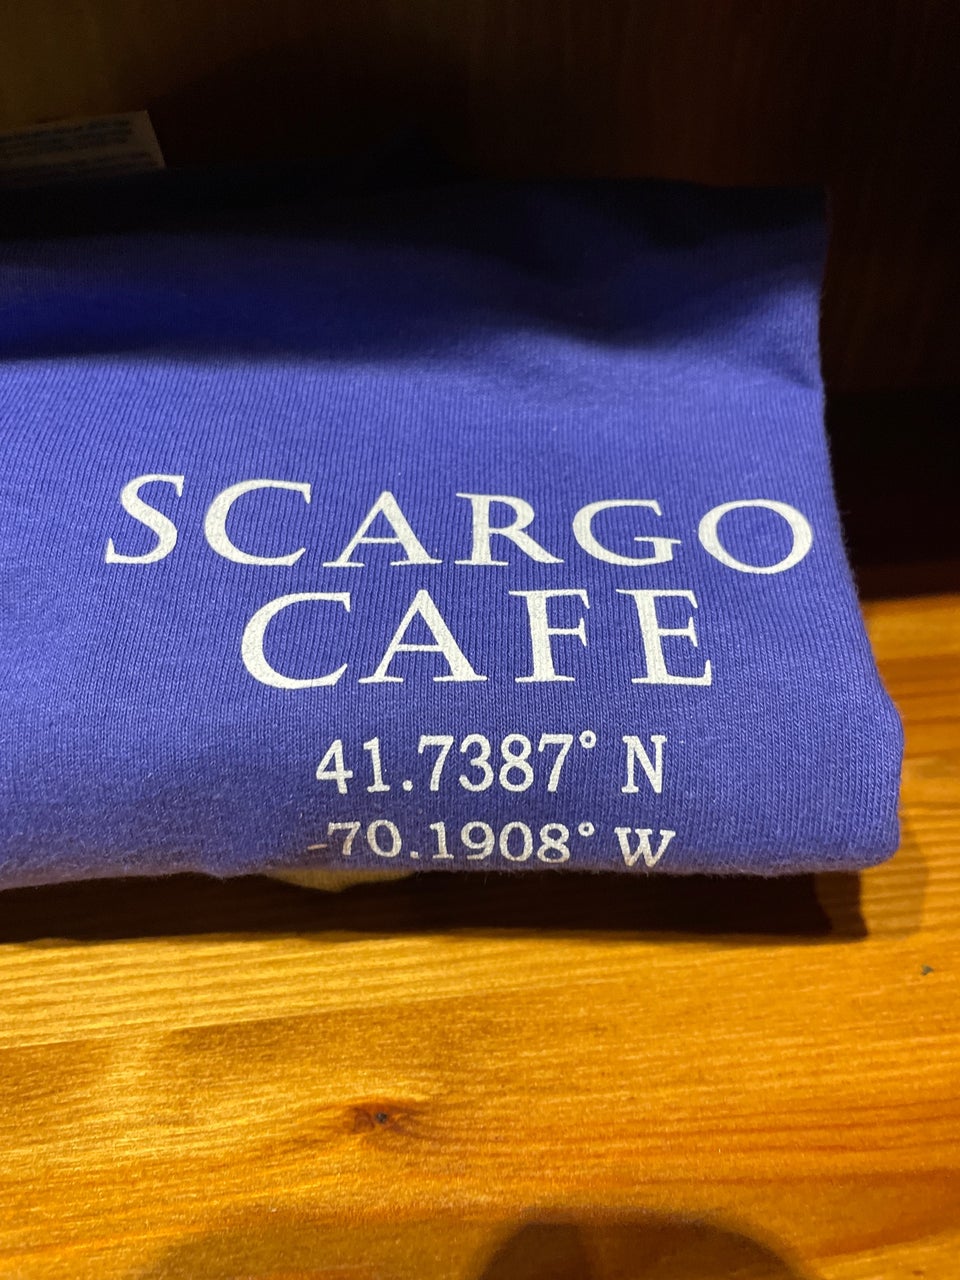 SCARGO
CAFE
41.7387° N
-70.1908° W